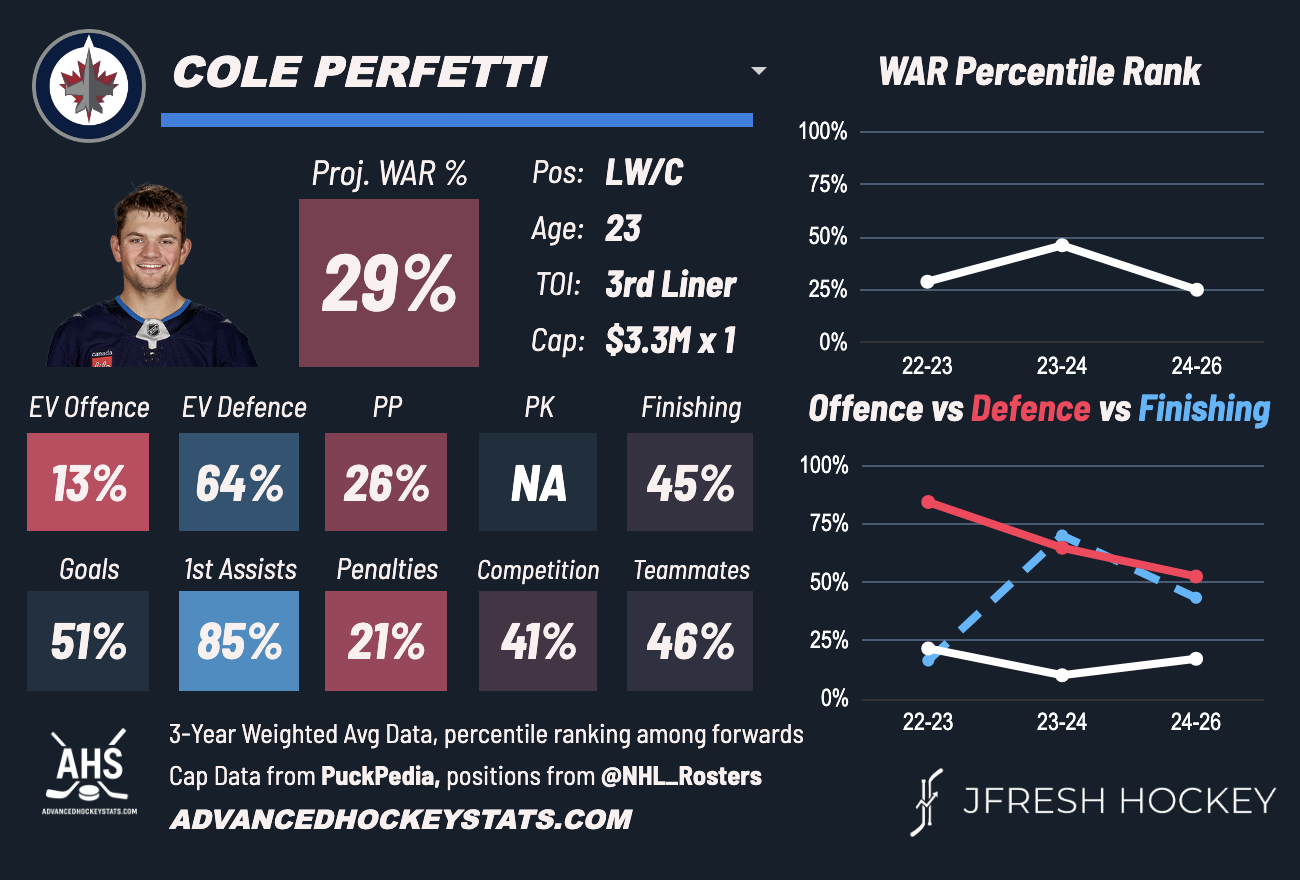 COLE PERFETTI
WAR Percentile Rank
Proj. WAR %
29%
Pos: LW/C
Age: 23
TOI: 3rd Liner
Cap: $3.3M x 1
canada
100%
75%
50%
25%
0%
22-23 23-24 24-26
EV Offence EV Defence PP PK Finishing
13% 64% 26% NA 45%
Goals 1st Assists Penalties Competition Teammates
51% 85% 21% 41% 46%
Offence vs Defence vs Finishing
100%
75%
50%
25%
0%
22-23 23-24 24-26
AHS
ADVANCEDHOCKEYSTATS.COM
3-Year Weighted Avg Data, percentile ranking among forwards
Cap Data from PuckPedia, positions from @NHL_Rosters
ADVANCEDHOCKEYSTATS.COM
JFRESH HOCKEY